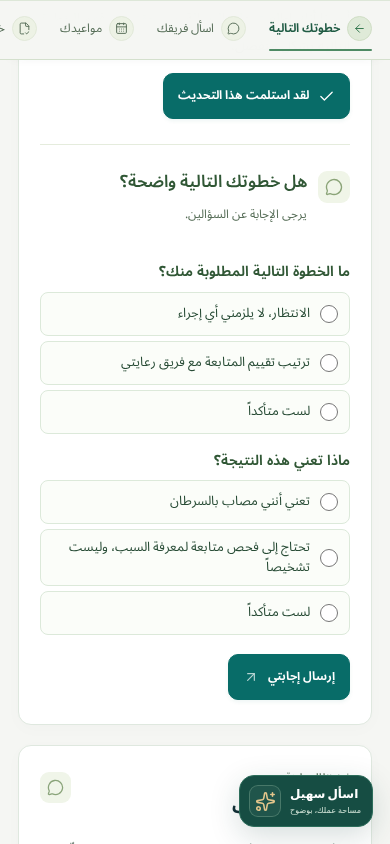 خطوتك التالية
اسأل فريقك
مواعيدك
لقد استلمت هذا التحديث
هل خطوتك التالية واضحة؟
يرجى الإجابة عن السؤالين.
ما الخطوة التالية المطلوبة منك؟
الانتظار، لا يلزمني أي إجراء
ترتيب تقييم المتابعة مع فريق رعايتي
لست متأكداً
ماذا تعني هذه النتيجة؟
تعني أنني مصاب بالسرطان
تحتاج إلى فحص متابعة لمعرفة السبب، وليست
تشخيصاً
لست متأكداً
إرسال إجابتي
اسأل سهيل
مساحة عملك، بوضوح